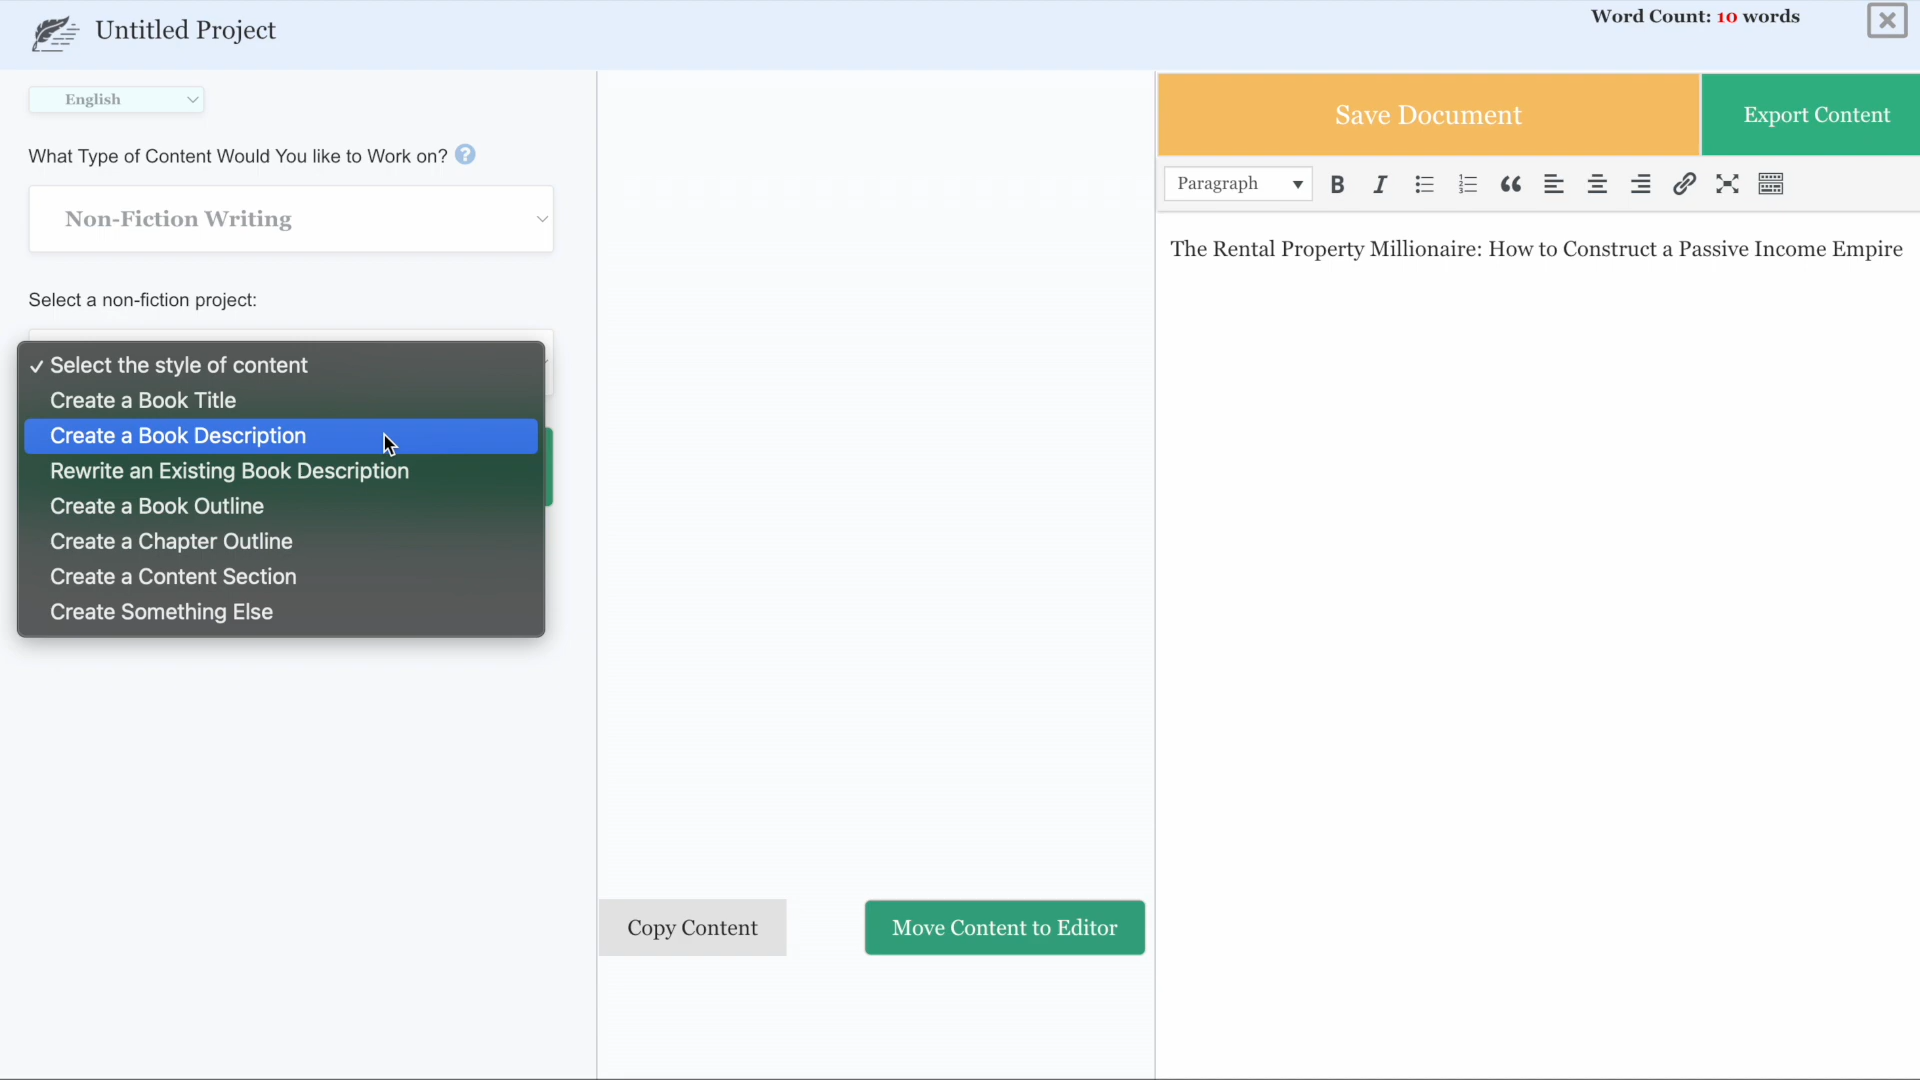 Untitled Project
Word Count: 10 words
English
What Type of Content Would You like to Work on? ?
Non-Fiction Writing
Select a non-fiction project:
✓ Select the style of content
Create a Book Title
Create a Book Description
Rewrite an Existing Book Description
Create a Book Outline
Create a Chapter Outline
Create a Content Section
Create Something Else
Copy Content
Move Content to Editor
Save Document
Export Content
Paragraph
The Rental Property Millionaire: How to Construct a Passive Income Empire